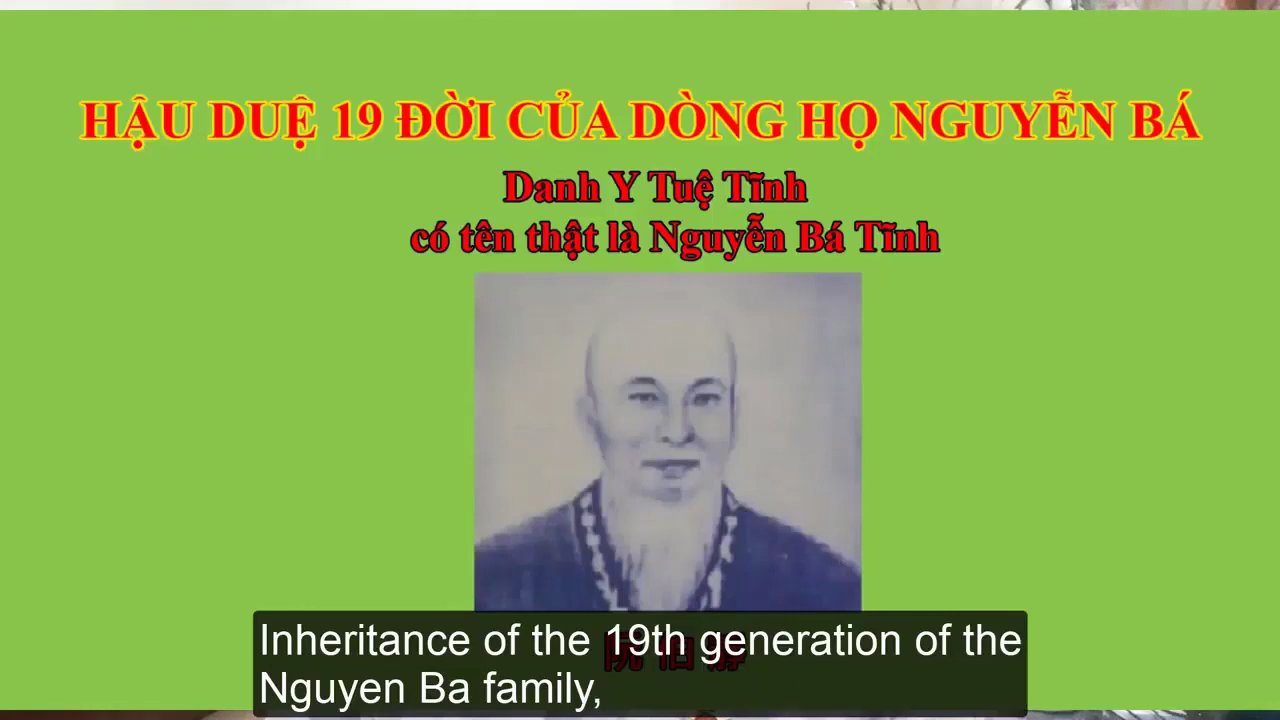 HẬU DUỆ 19 ĐỜI CỦA DÒNG HỌ NGUYỄN BÁ
Danh Y Tuệ Tĩnh
có tên thật là Nguyễn Bá Tĩnh
Inheritance of the 19th generation of the
Nguyen Ba family,